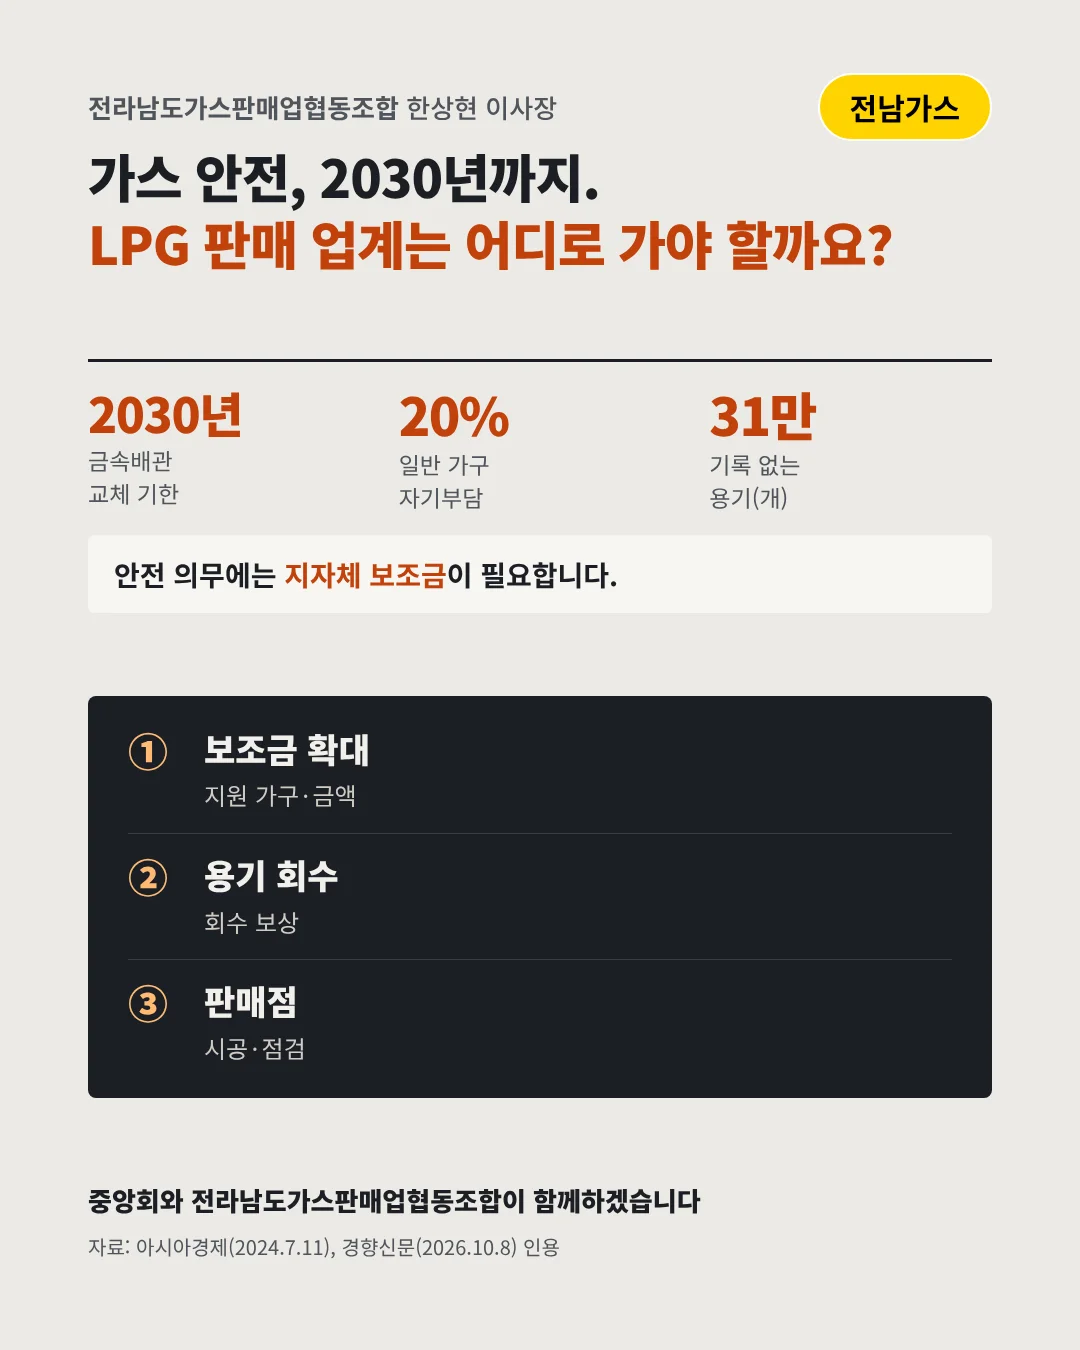 전라남도가스판매업협동조합 한상현 이사장
전남가스
가스 안전, 2030년까지.
LPG 판매 업계는 어디로 가야 할까요?
2030년
금속배관
교체 기한
20%
일반 가구
자기부담
31만
기록 없는
용기(개)
안전 의무에는 지자체 보조금이 필요합니다.
① 보조금 확대
지원 가구·금액
② 용기 회수
회수 보상
③ 판매점
시공·점검
중앙회와 전라남도가스판매업협동조합이 함께하겠습니다
자료: 아시아경제(2024.7.11), 경향신문(2026.10.8) 인용